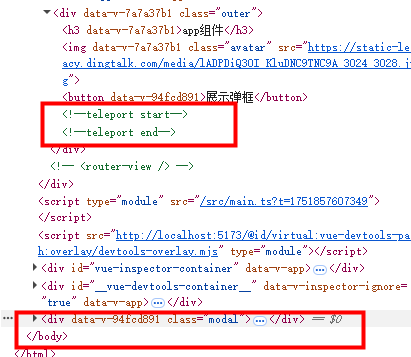 ▼<div data-v-7a7a37b1 class="outer">
<h3 data-v-7a7a37b1>app组件</h3>
<img data-v-7a7a37b1 class="avatar" src="https://static-le
acy.dingtalk.com/media/lADPDiQ3OI_KluDNC9TNC9A_3024_3028.j
g">
<button data-v-94fcd891>展示弹框</button>
<!--teleport start-->
<!--teleport end-->
</div>
<!-- <router-view /> -->
</div>
<script type="module" src="/src/main.ts?t=1751857607349">
</script>
<script src="http://localhost:5173/@id/virtual:vue-devtools-pa
h:overlay/devtools-overlay.mjs" type="module"></script>
▶<div id="vue-inspector-container" data-v-app>…</div>
▶<div id="__vue-devtools-container__" data-v-inspector-ignore=
"true" data-v-app>…</div>
▶<div data-v-94fcd891 class="modal">…</div> == $0
</body>
</html>